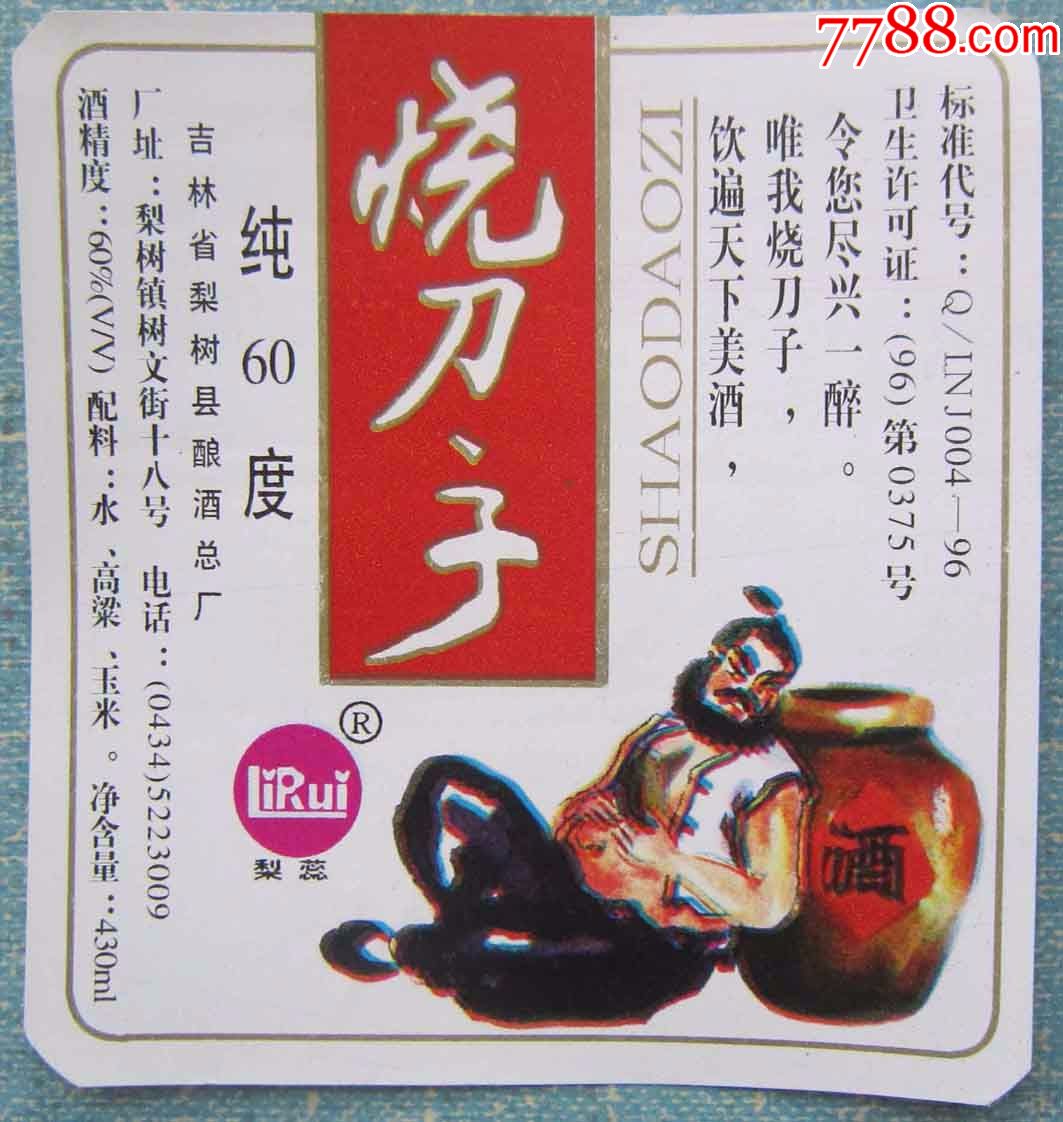 7788.com
标准代号：Q/LNJ004—96
卫生许可证：(96)第0375号
饮遍天下美酒，
唯我烧刀子，
令您尽兴一醉。
SHAODAOZI
烧刀子
纯60度
吉林省梨树县酿酒总厂
厂址：梨树镇树文街十八号 电话：(0434)5223009
酒精度：60%(V/V) 配料：水、高粱、玉米。净含量：430ml
LiRui
®
梨蕊
酒